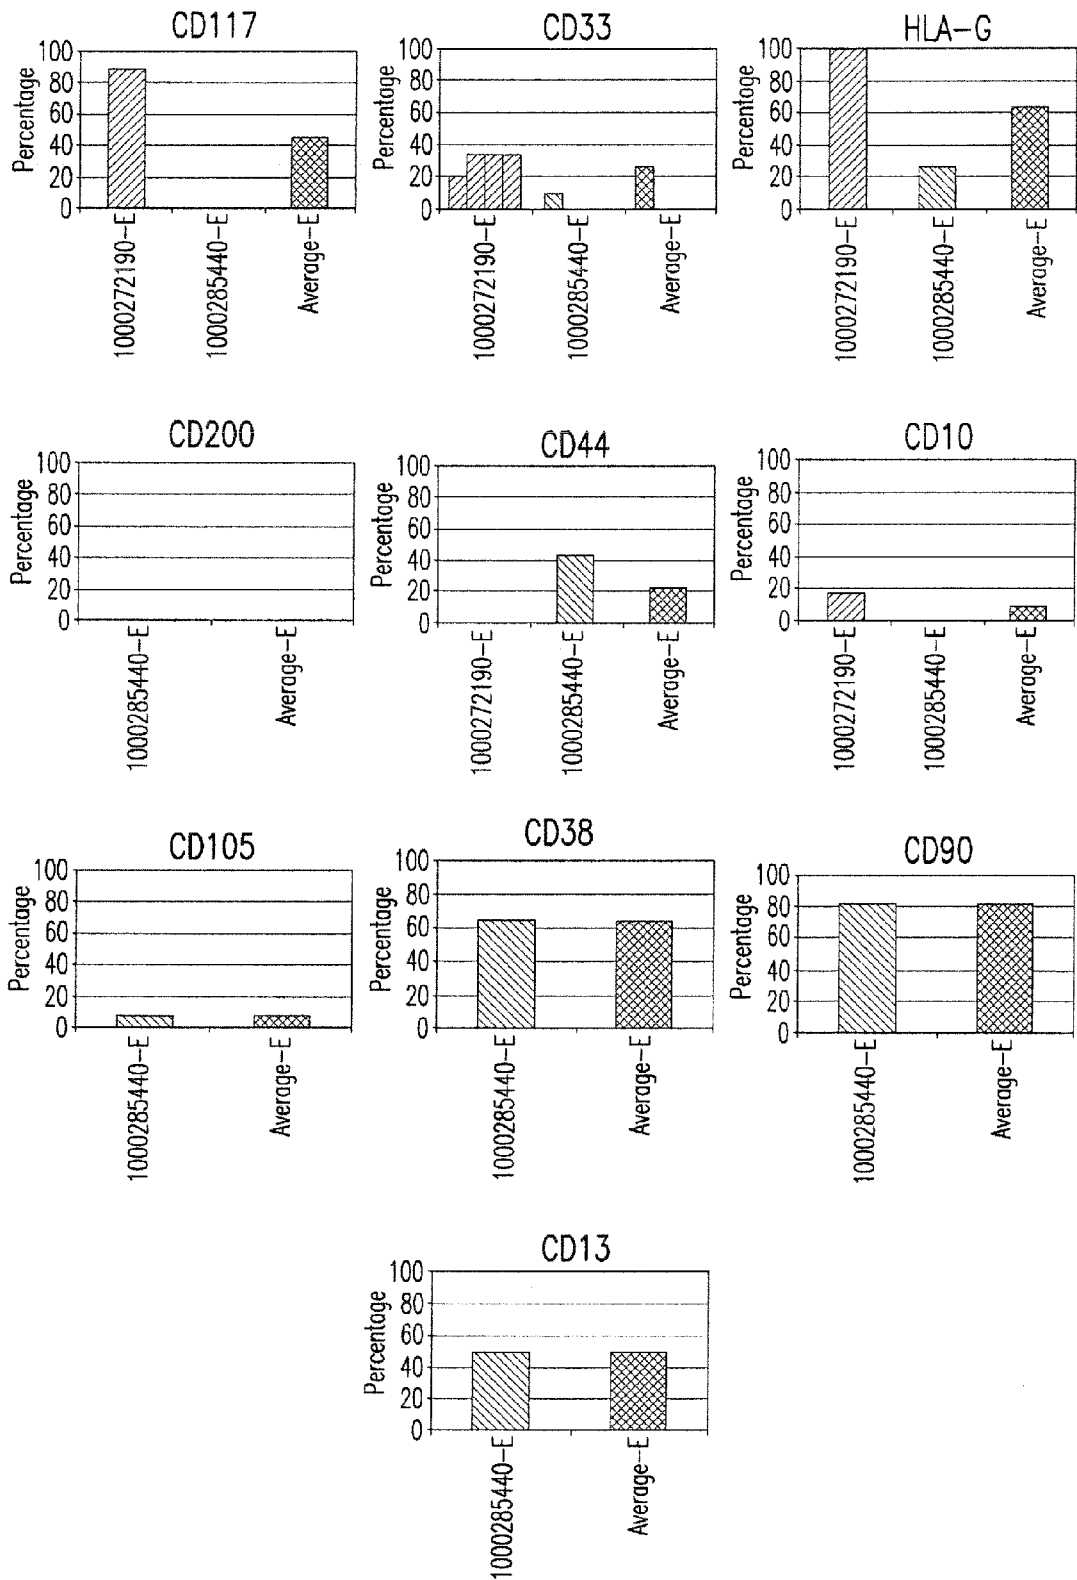 CD117
Percentage
100
80
60
40
20
0
1000272190-E
1000285440-E
Average-E
CD33
Percentage
100
80
60
40
20
0
1000272190-E
1000285440-E
Average-E
HLA-G
Percentage
100
80
60
40
20
0
1000272190-E
1000285440-E
Average-E
CD200
Percentage
100
80
60
40
20
0
1000285440-E
Average-E
CD44
Percentage
100
80
60
40
20
0
1000272190-E
1000285440-E
Average-E
CD10
Percentage
100
80
60
40
20
0
1000272190-E
1000285440-E
Average-E
CD105
Percentage
100
80
60
40
20
0
1000285440-E
Average-E
CD38
Percentage
100
80
60
40
20
0
1000285440-E
Average-E
CD90
Percentage
100
80
60
40
20
0
1000285440-E
Average-E
CD13
Percentage
100
80
60
40
20
0
1000285440-E
Average-E